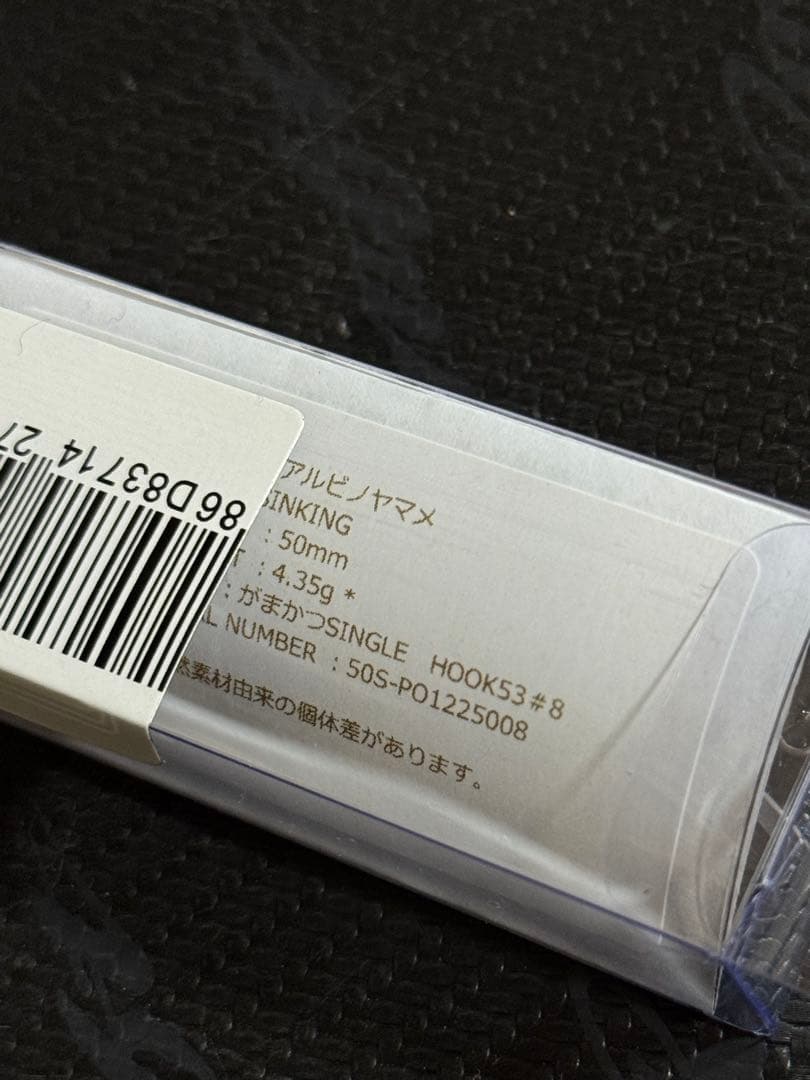 アルビノヤマメ
SINKING
: 50mm
T : 4.35g *
: がまかつSINGLE HOOK53#8
AL NUMBER : 50S-PO1225008
然素材由来の個体差があります。
86D83714 27